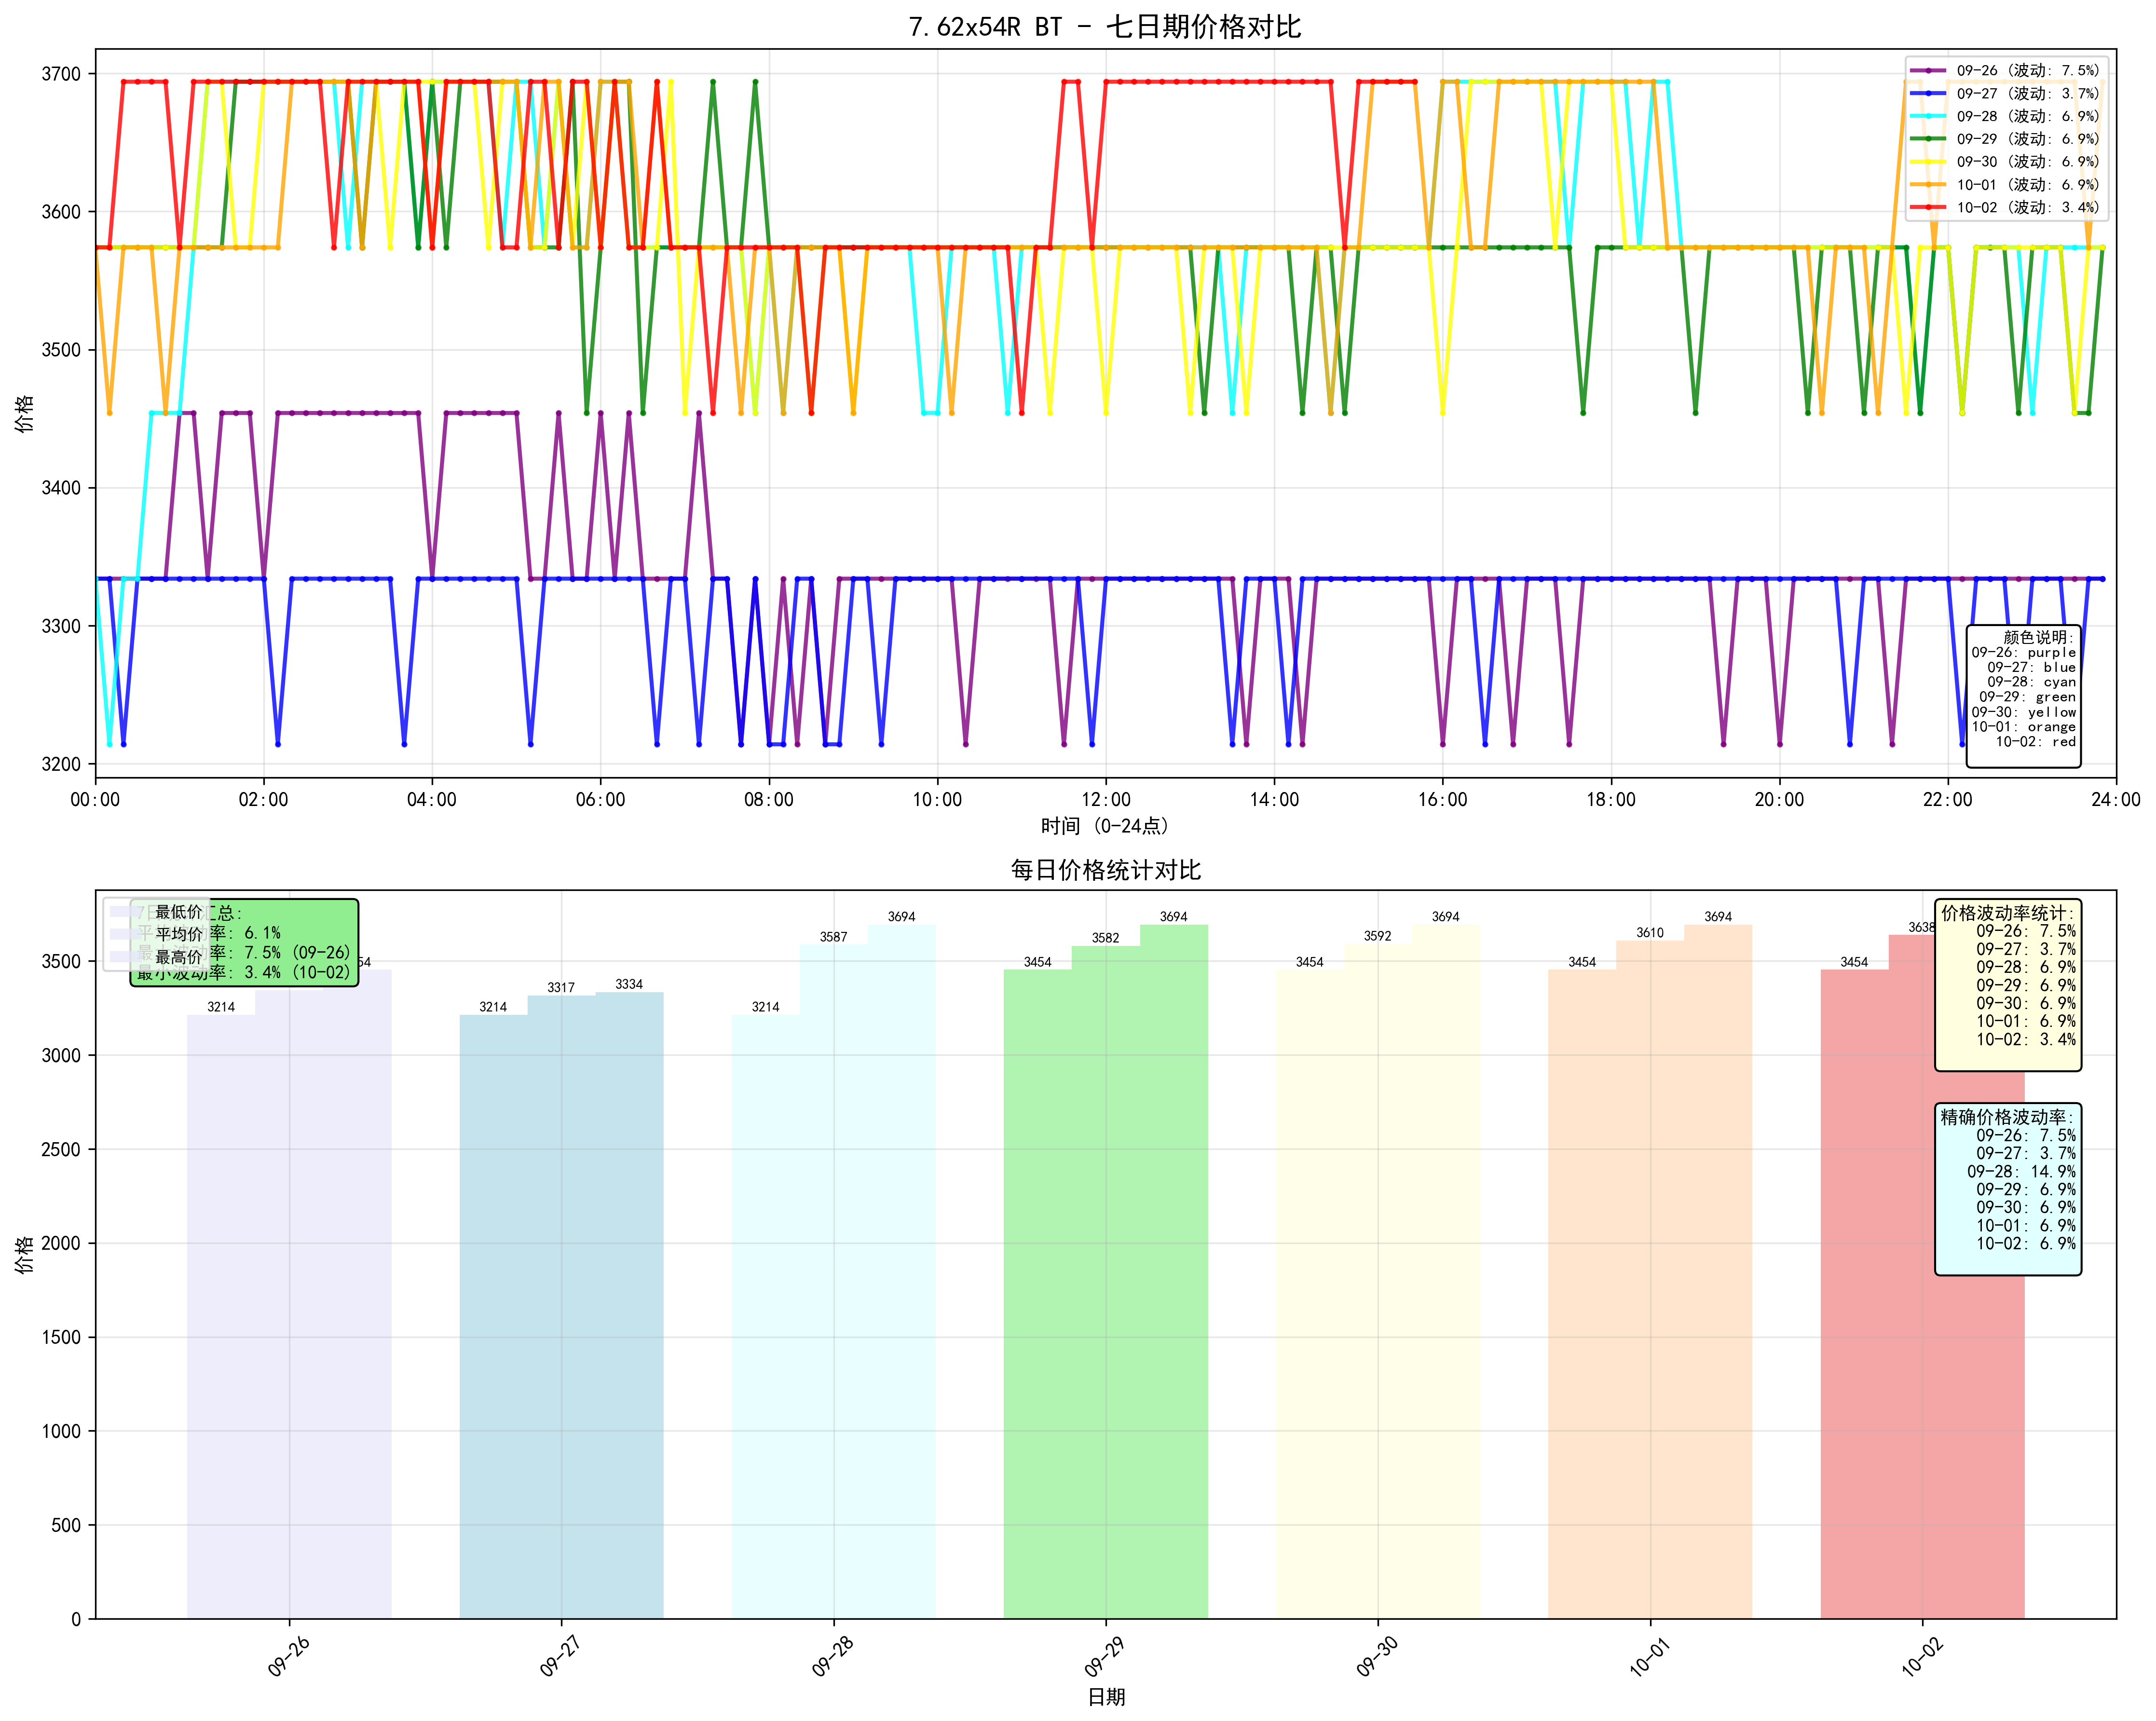 7.62x54R BT - 七日期价格对比
价格
3700
3600
3500
3400
3300
3200
09-26 (波动: 7.5%)
09-27 (波动: 3.7%)
09-28 (波动: 6.9%)
09-29 (波动: 6.9%)
09-30 (波动: 6.9%)
10-01 (波动: 6.9%)
10-02 (波动: 3.4%)
颜色说明:
09-26: purple
09-27: blue
09-28: cyan
09-29: green
09-30: yellow
10-01: orange
10-02: red
00:00 02:00 04:00 06:00 08:00 10:00 12:00 14:00 16:00 18:00 20:00 22:00 24:00
时间 (0-24点)
每日价格统计对比
价格
3500
3000
2500
2000
1500
1000
500
0
最低价
平均价
最高价
汇总:
率: 6.1%
率: 7.5% (09-26)
最小波动率: 3.4% (10-02)
3214
54
3214 3317 3334
3214 3587 3694
3454 3582 3694
3454 3592 3694
3454 3610 3694
3454 3638
价格波动率统计:
09-26: 7.5%
09-27: 3.7%
09-28: 6.9%
09-29: 6.9%
09-30: 6.9%
10-01: 6.9%
10-02: 3.4%
精确价格波动率:
09-26: 7.5%
09-27: 3.7%
09-28: 14.9%
09-29: 6.9%
09-30: 6.9%
10-01: 6.9%
10-02: 6.9%
09-26 09-27 09-28 09-29 09-30 10-01 10-02
日期